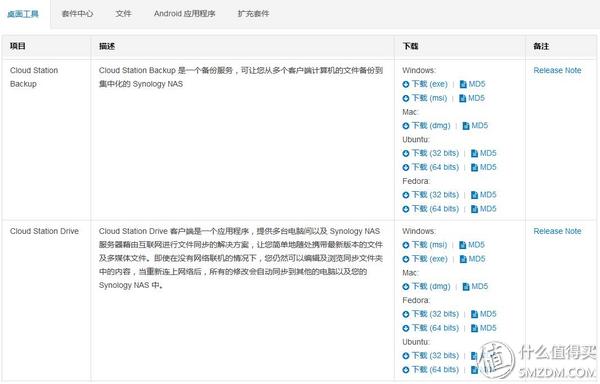 桌面工具 套件中心 文件 Android 应用程序 扩充套件
项目 描述 下载 备注
Cloud Station
Backup
Cloud Station Backup 是一个备份服务，可让您从多个客户端计算机的文件备份到
集中化的 Synology NAS
Windows:
下载 (exe) | MD5
下载 (msi) | MD5
Mac:
下载 (dmg) | MD5
Ubuntu:
下载 (32 bits) | MD5
下载 (64 bits) | MD5
Fedora:
下载 (32 bits) | MD5
下载 (64 bits) | MD5
Release Note
Cloud Station Drive
Cloud Station Drive 客户端是一个应用程序，提供多台电脑间以及 Synology NAS
服务器藉由互联网进行文件同步的解决方案，让您简单地随处携带最新版本的文件
及多媒体文件。即使在没有网络联机的情况下，您仍然可以编辑及浏览同步文件夹
中的内容，当重新连上网络后，所有的修改会自动同步到其他的电脑以及您的
Synology NAS 中。
Windows:
下载 (msi) | MD5
下载 (exe) | MD5
Mac:
下载 (dmg) | MD5
Fedora:
下载 (32 bits) | MD5
下载 (64 bits) | MD5
Ubuntu:
下载 (32 bits) | MD5
下载 (64 bits) | MD5
Release Note
值 什么值得买
SMZDM.COM